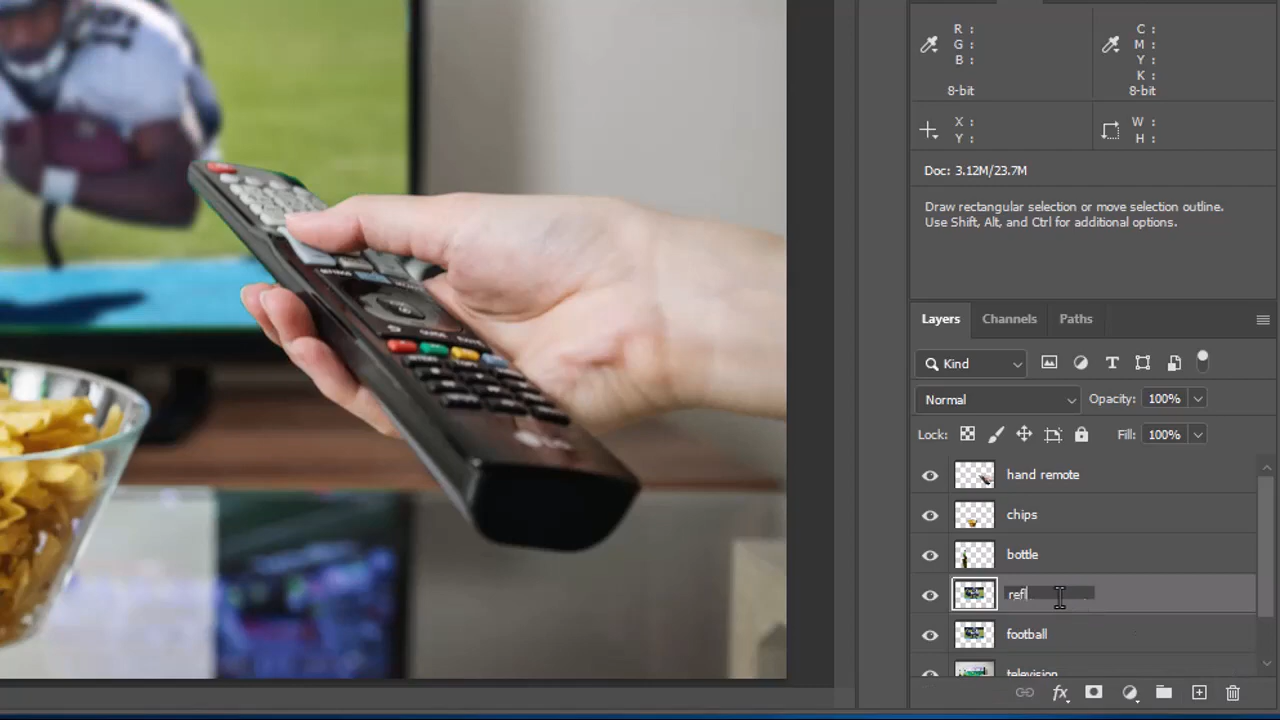 R :
G :
B :
8-bit
C :
M :
Y :
K :
8-bit
X :
Y :
W :
H :
Doc: 3.12M/23.7M
Draw rectangular selection or move selection outline.
Use Shift, Alt, and Ctrl for additional options.
Layers Channels Paths
Kind
Normal Opacity: 100%
Lock: Fill: 100%
hand remote
chips
bottle
refl
football
television